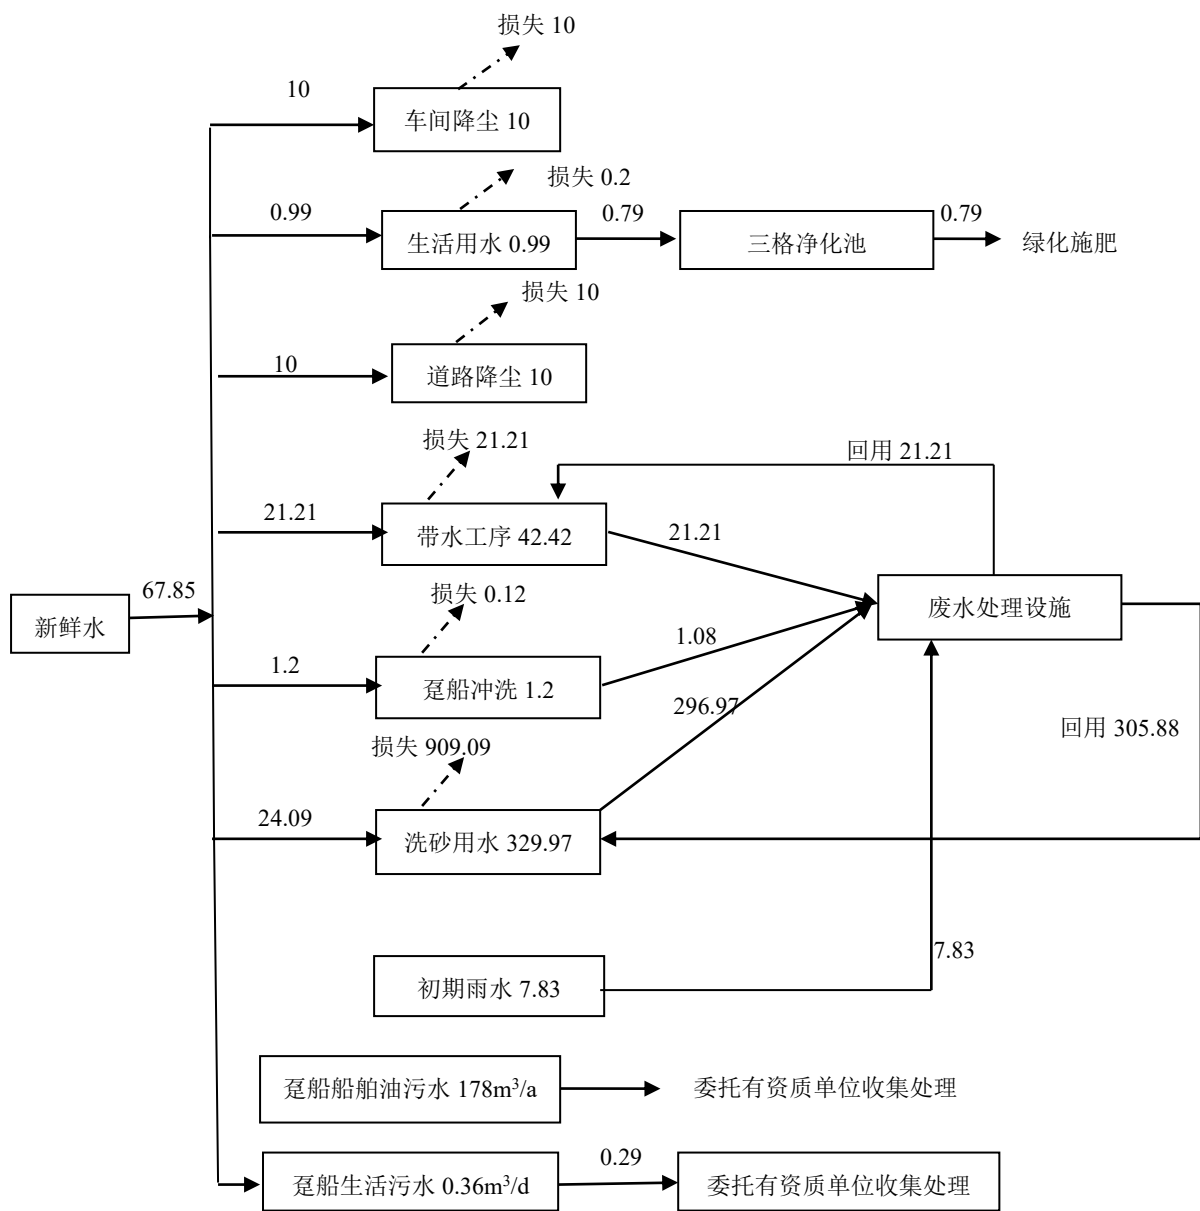 损失 10
10
车间降尘 10
损失 0.2
0.99
生活用水 0.99
0.79
三格净化池
0.79
绿化施肥
损失 10
10
道路降尘 10
损失 21.21
回用 21.21
21.21
带水工序 42.42
21.21
67.85
新鲜水
损失 0.12
废水处理设施
1.2
趸船冲洗 1.2
1.08
296.97
回用 305.88
损失 909.09
24.09
洗砂用水 329.97
7.83
初期雨水 7.83
趸船船舶油污水 178m³/a
委托有资质单位收集处理
趸船生活污水 0.36m³/d
0.29
委托有资质单位收集处理